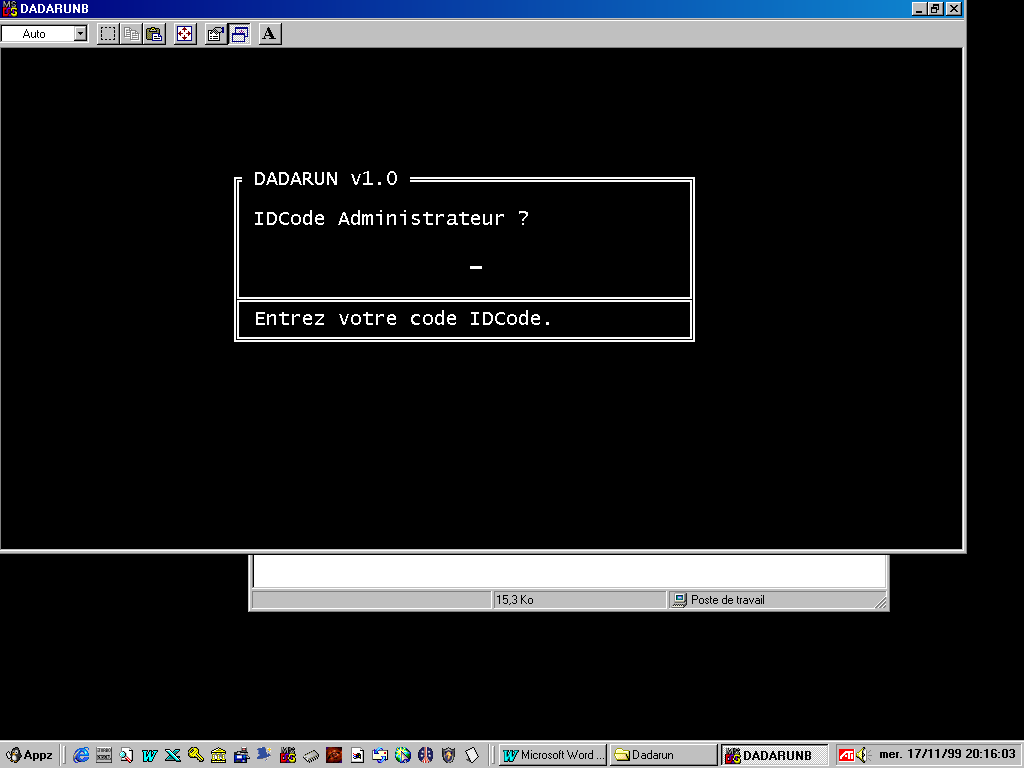 DADARUNB
Auto
A
DADARUN v1.0
IDCode Administrateur ?
Entrez votre code IDCode.
15,3 Ko
Poste de travail
Appz
Microsoft Word ...
Dadarun
DADARUNB
mer. 17/11/99 20:16:03